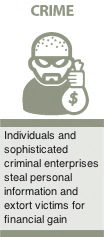 CRIME
$
Individuals and
sophisticated
criminal enterprises
steal personal
information and
extort victims for
financial gain